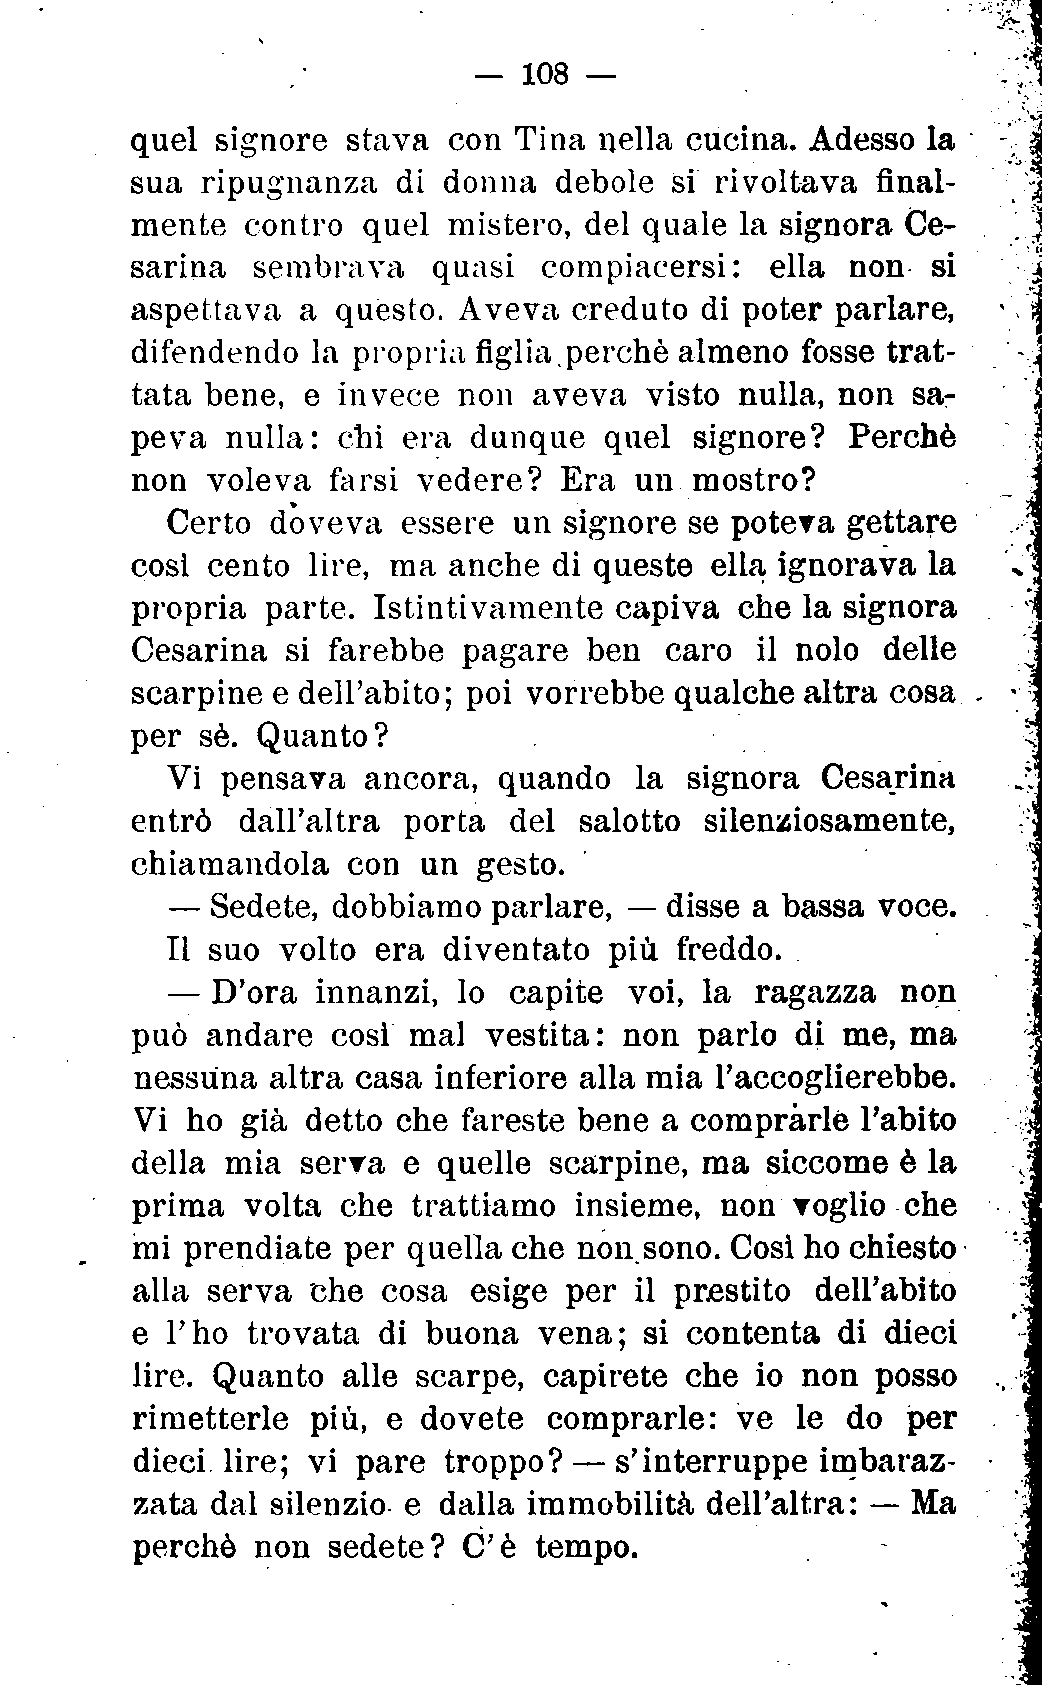 — 108 —
quel signore stava con Tina nella cucina. Adesso la
sua ripugnanza di donna debole si rivoltava final-
mente contro quel mistero, del quale la signora Ce-
sarina sembrava quasi compiacersi: ella non si
aspettava a questo. Aveva creduto di poter parlare,
difendendo la propria figlia perchè almeno fosse trat-
tata bene, e invece non aveva visto nulla, non sa-
peva nulla: chi era dunque quel signore? Perchè
non voleva farsi vedere? Era un mostro?
Certo doveva essere un signore se poteva gettare
così cento lire, ma anche di queste ella ignorava la
propria parte. Istintivamente capiva che la signora
Cesarina si farebbe pagare ben caro il nolo delle
scarpine e dell'abito; poi vorrebbe qualche altra cosa
per sè. Quanto?
Vi pensava ancora, quando la signora Cesarina
entrò dall'altra porta del salotto silenziosamente,
chiamandola con un gesto.
— Sedete, dobbiamo parlare, — disse a bassa voce.
Il suo volto era diventato più freddo.
— D'ora innanzi, lo capite voi, la ragazza non
può andare così mal vestita: non parlo di me, ma
nessuna altra casa inferiore alla mia l'accoglierebbe.
Vi ho già detto che fareste bene a comprarle l'abito
della mia serva e quelle scarpine, ma siccome è la
prima volta che trattiamo insieme, non voglio che
mi prendiate per quella che non sono. Così ho chiesto
alla serva che cosa esige per il prestito dell'abito
e l'ho trovata di buona vena; si contenta di dieci
lire. Quanto alle scarpe, capirete che io non posso
rimetterle più, e dovete comprarle: ve le do per
dieci lire; vi pare troppo? — s'interruppe imbaraz-
zata dal silenzio e dalla immobilità dell'altra: — Ma
perchè non sedete? C'è tempo.